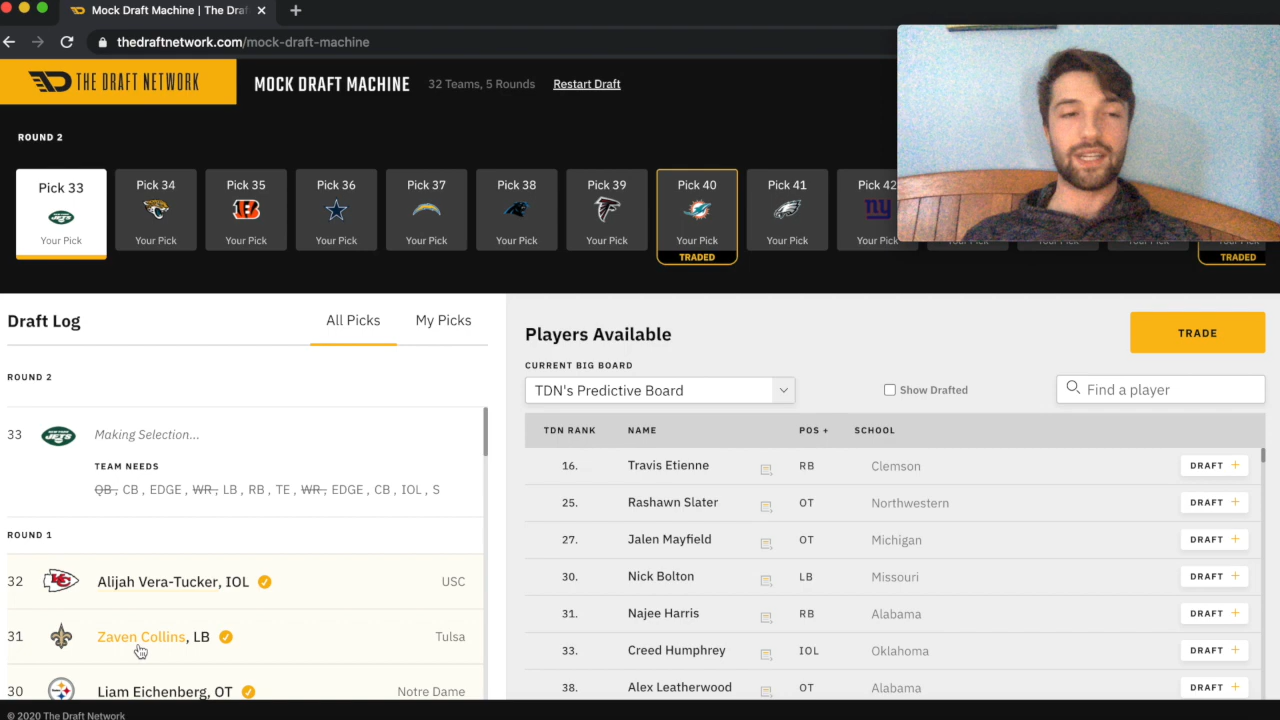 Mock Draft Machine | The Dra
thedraftnetwork.com/mock-draft-machine
THE DRAFT NETWORK
MOCK DRAFT MACHINE
32 Teams, 5 Rounds
Restart Draft
ROUND 2
Pick 33
Pick 34
Pick 35
Pick 36
Pick 37
Pick 38
Pick 39
Pick 40
Pick 41
Pick 42
JETS
ny
Your Pick
Your Pick
Your Pick
Your Pick
Your Pick
Your Pick
Your Pick
Your Pick
Your Pick
Your Pick
TRADED
TRADED
Draft Log
All Picks
My Picks
ROUND 2
33
JETS
Making Selection...
TEAM NEEDS
QB, CB, EDGE, WR, LB, RB, TE, WR, EDGE, CB, IOL, S
ROUND 1
32
KC
Alijah Vera-Tucker, IOL
USC
31
Zaven Collins, LB
Tulsa
30
Liam Eichenberg, OT
Notre Dame
Players Available
TRADE
CURRENT BIG BOARD
TDN's Predictive Board
Show Drafted
Find a player
TDN RANK NAME POS + SCHOOL
16. Travis Etienne RB Clemson DRAFT +
25. Rashawn Slater OT Northwestern DRAFT +
27. Jalen Mayfield OT Michigan DRAFT +
30. Nick Bolton LB Missouri DRAFT +
31. Najee Harris RB Alabama DRAFT +
33. Creed Humphrey IOL Oklahoma DRAFT +
38. Alex Leatherwood OT Alabama DRAFT +
© 2020 The Draft Network